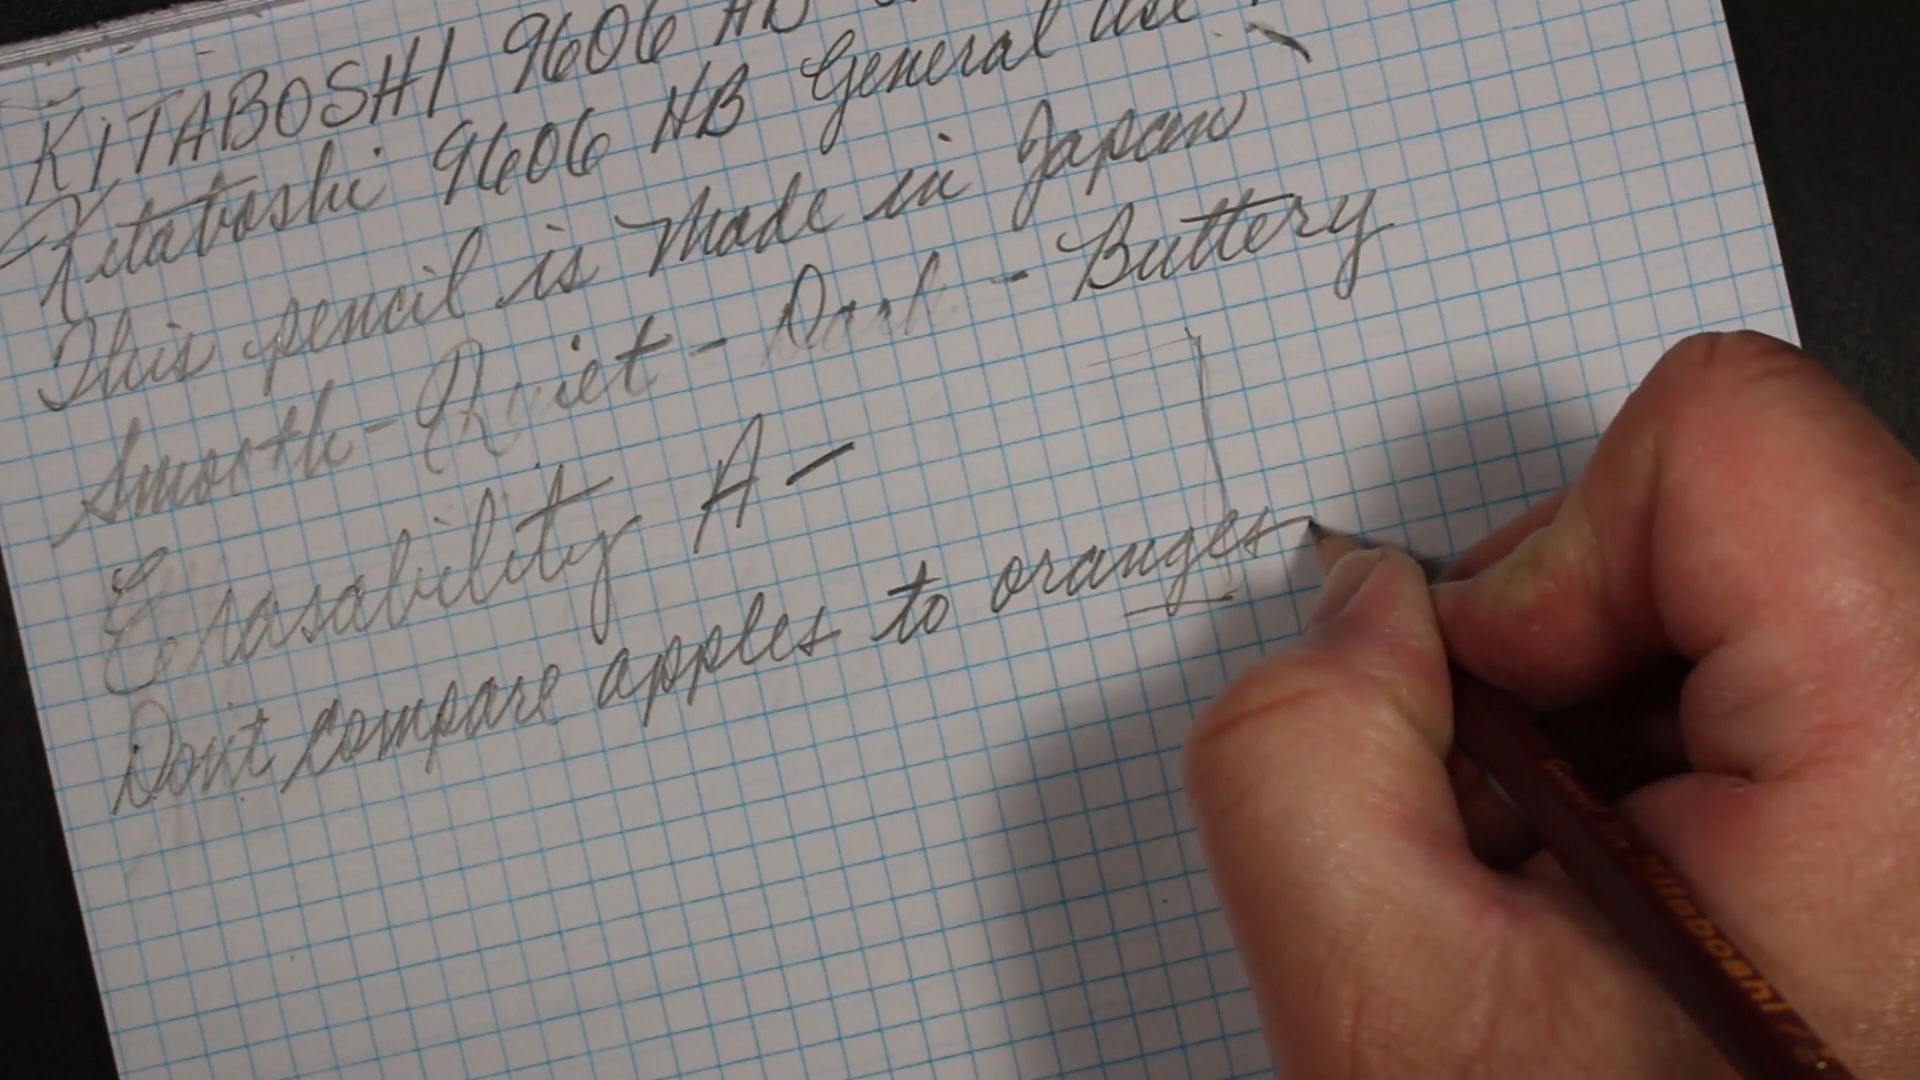 KITABOSHI 9606 HB
Kitaboshi 9606 HB General Use
This pencil is Made in Japan
Smooth - Quiet - Dark - Buttery
Erasability A-
Don't compare apples to oranges
KITABOSHI